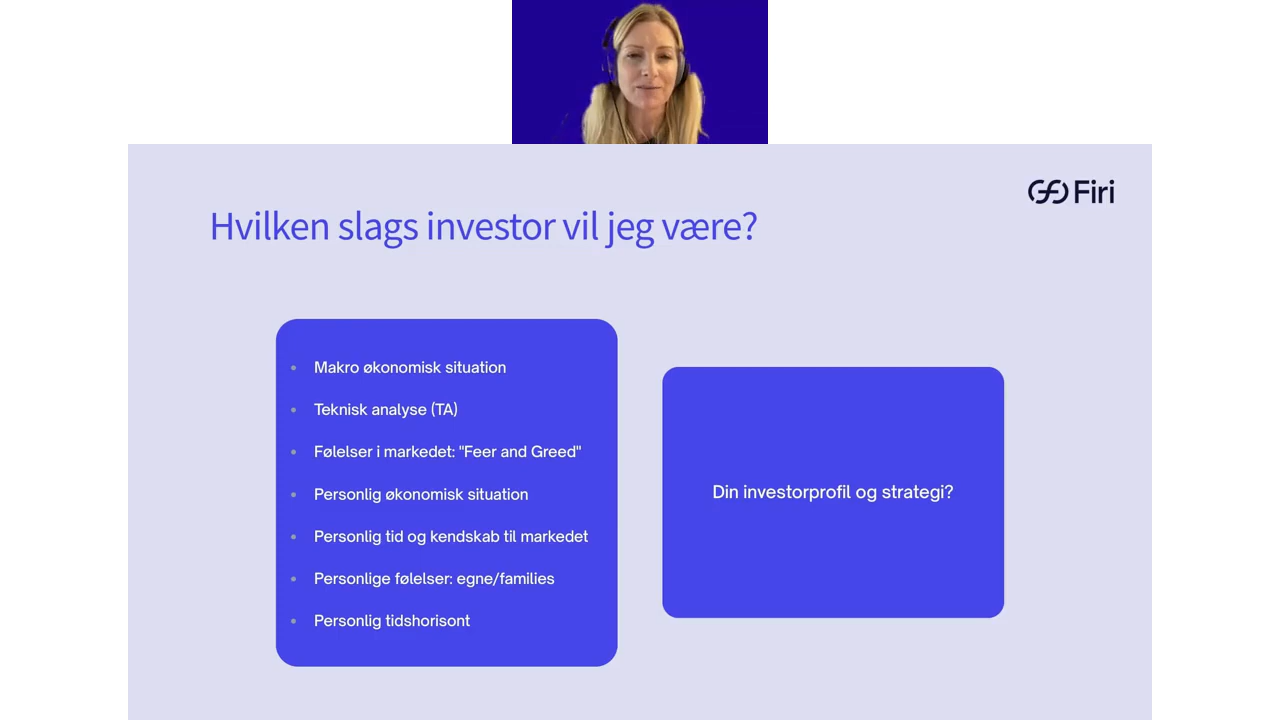 Firi
Hvilken slags investor vil jeg være?
Makro økonomisk situation
Teknisk analyse (TA)
Følelser i markedet: "Feer and Greed"
Personlig økonomisk situation
Personlig tid og kendskab til markedet
Personlige følelser: egne/families
Personlig tidshorisont
Din investorprofil og strategi?